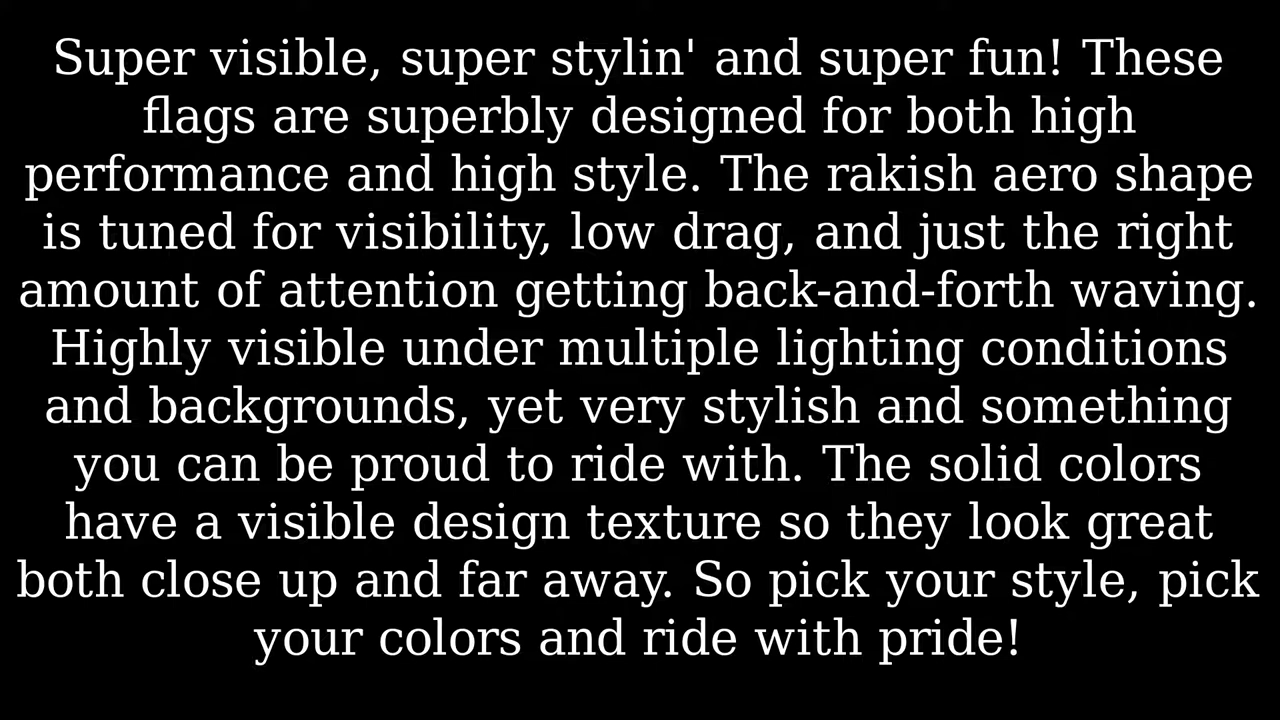 Super visible, super stylin' and super fun! These
flags are superbly designed for both high
performance and high style. The rakish aero shape
is tuned for visibility, low drag, and just the right
amount of attention getting back-and-forth waving.
Highly visible under multiple lighting conditions
and backgrounds, yet very stylish and something
you can be proud to ride with. The solid colors
have a visible design texture so they look great
both close up and far away. So pick your style, pick
your colors and ride with pride!